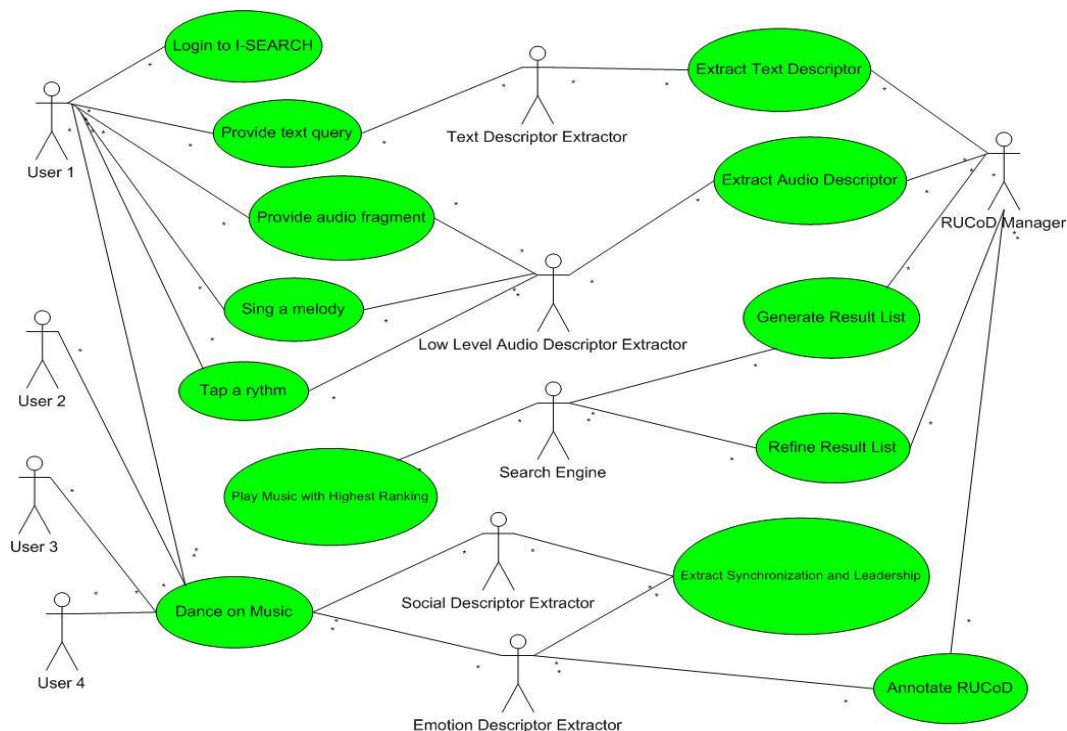 Login to I-SEARCH
Extract Text Descriptor
Provide text query
Text Descriptor Extractor
User 1
Extract Audio Descriptor
Provide audio fragment
RUCoD Manager
Sing a melody
Generate Result List
Low Level Audio Descriptor Extractor
User 2
Tap a rythm
Refine Result List
Search Engine
Play Music with Highest Ranking
User 3
Extract Synchronization and Leadership
Social Descriptor Extractor
Dance on Music
User 4
Annotate RUCoD
Emotion Descriptor Extractor